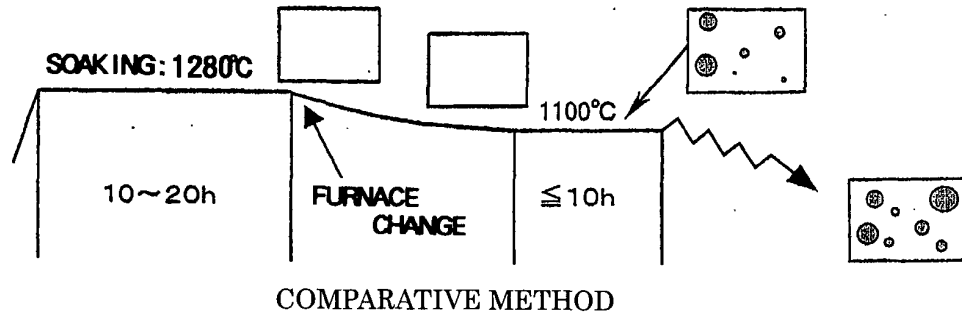 SOAKING: 1280℃
1100℃
10～20h
FURNACE
CHANGE
≦10h
COMPARATIVE METHOD